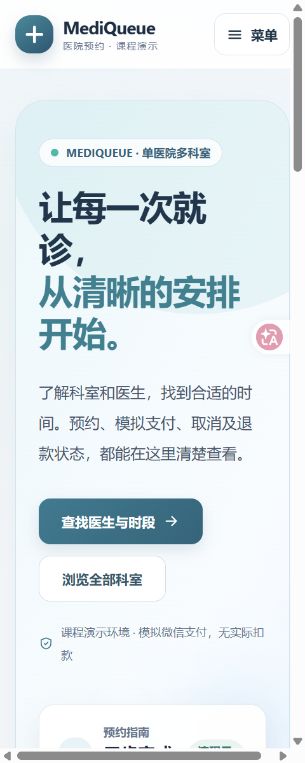 MediQueue
医院预约 · 课程演示
菜单
MEDIQUEUE · 单医院多科室
让每一次就
诊，
从清晰的安排
开始。
了解科室和医生，找到合适的时
间。预约、模拟支付、取消及退
款状态，都能在这里清楚查看。
查找医生与时段 →
浏览全部科室
课程演示环境 · 模拟微信支付，无实际扣
款
预约指南